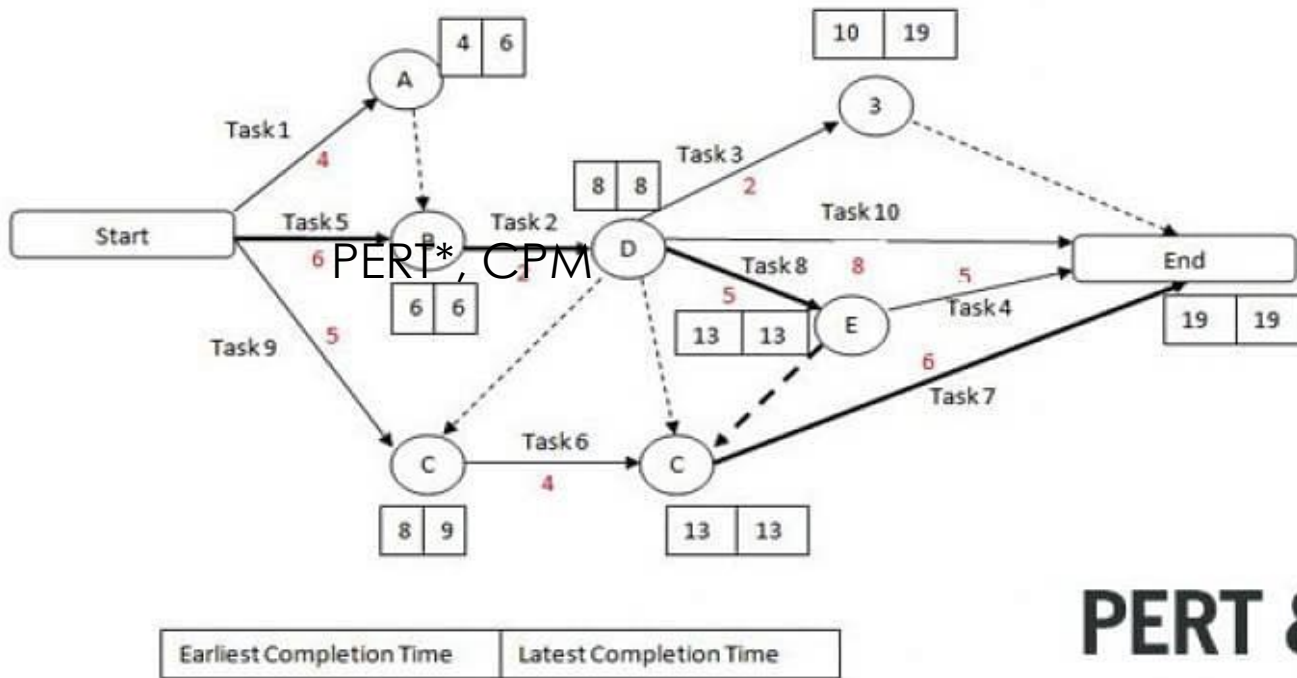 4 6
10 19
A
3
Task 1
4
Task 3
2
8 8
Start
Task 5
6
B
Task 2
2
D
Task 10
8
End
PERT*, CPM
6 6
Task 8
5
5
Task 4
13 13
E
19 19
Task 9
5
6
Task 7
C
Task 6
4
C
8 9
13 13
PERT &
Earliest Completion Time Latest Completion Time